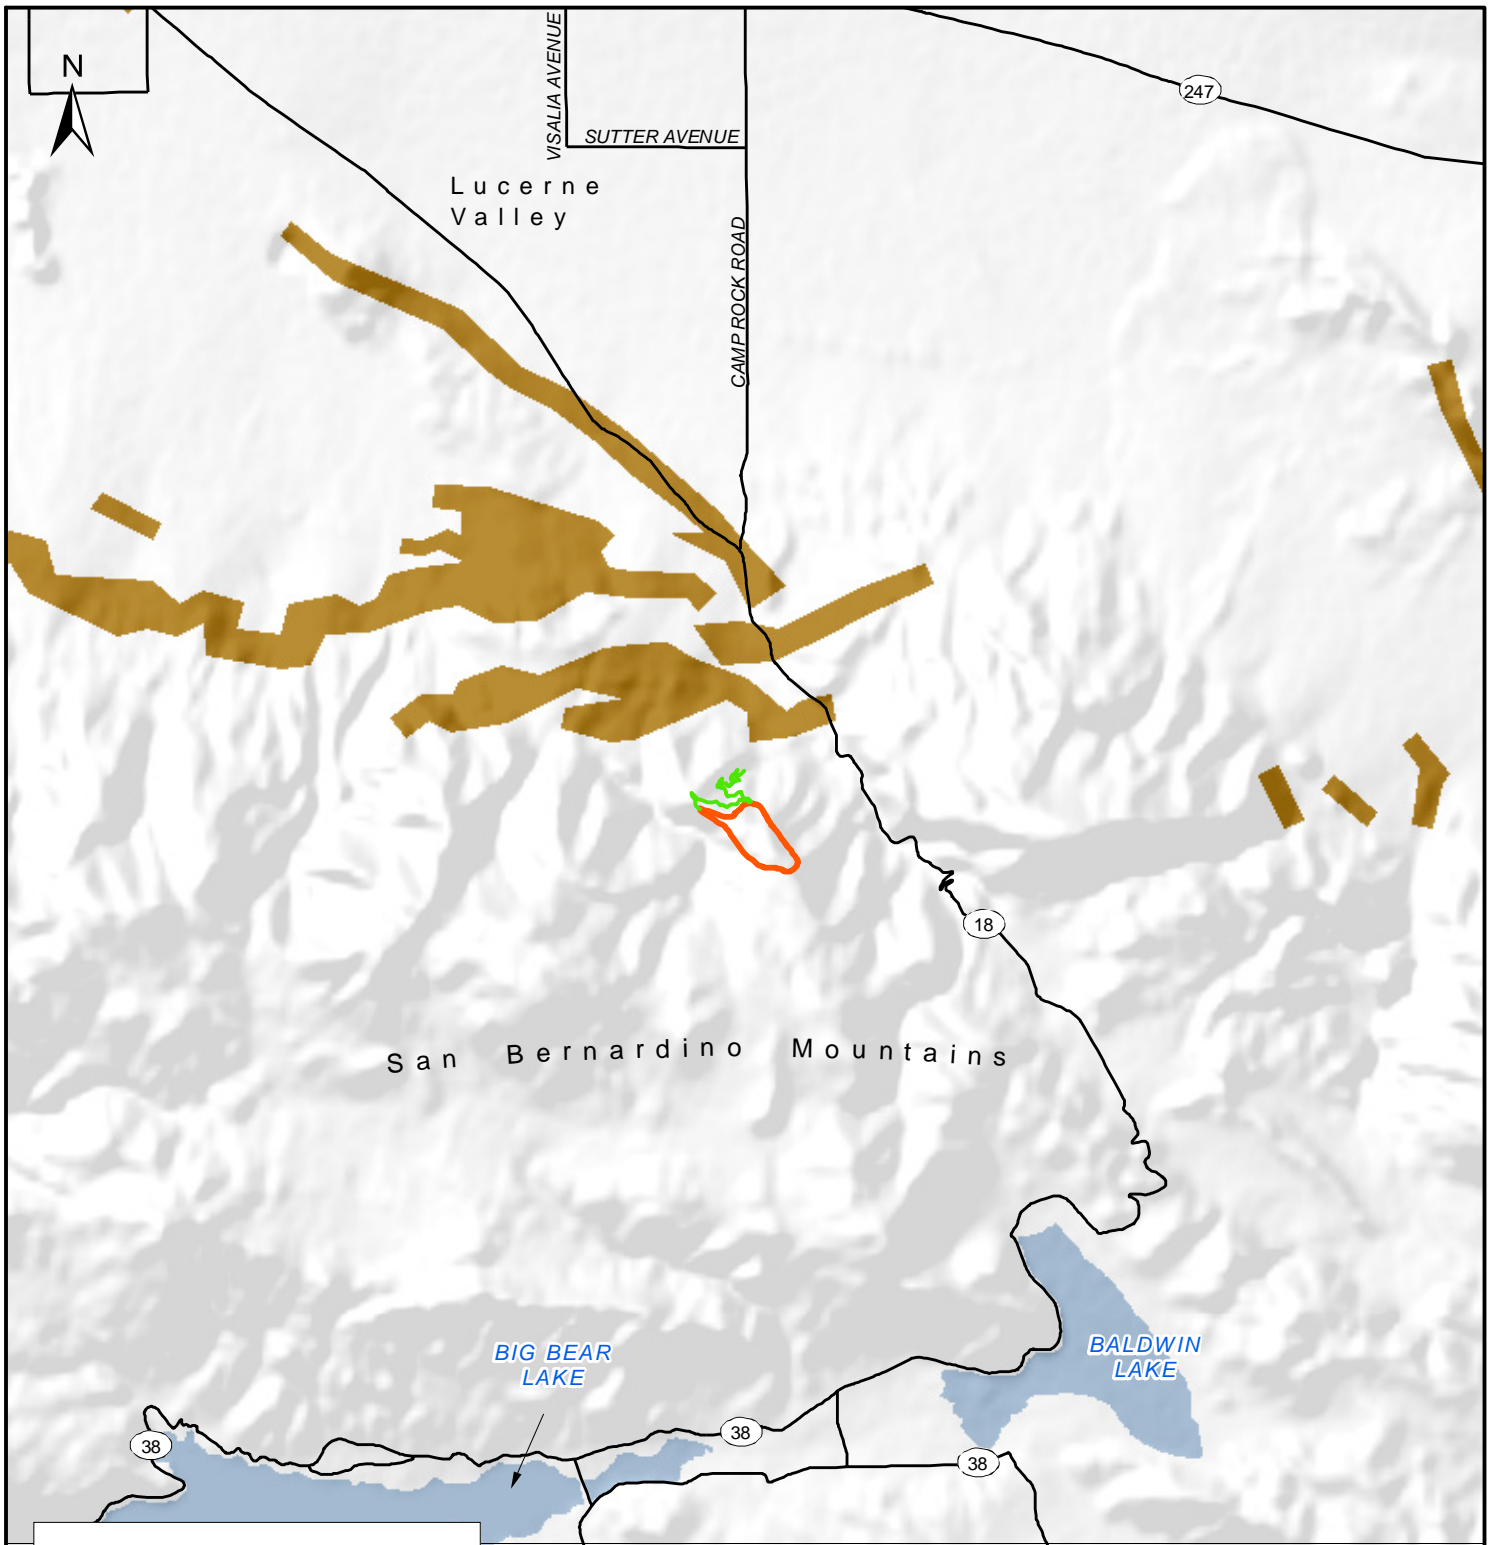 N
VISALIA AVENUE
SUTTER AVENUE
247
Lucerne
Valley
CAMP ROCK ROAD
18
San Bernardino Mountains
BIG BEAR
LAKE
BALDWIN
LAKE
38
38
38